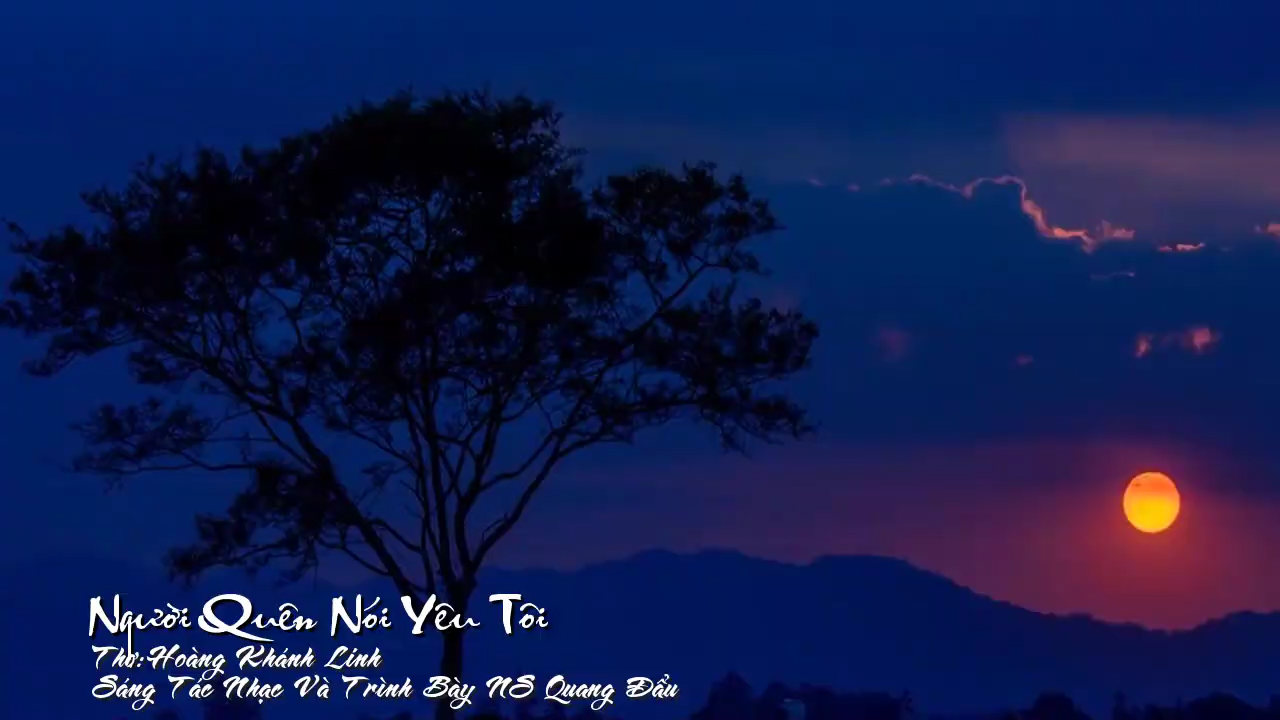 Người Quên Nói Yêu Tôi
Thơ:Hoàng Khánh Linh
Sáng Tác Nhạc Và Trình Bày NS Quang Đẩu